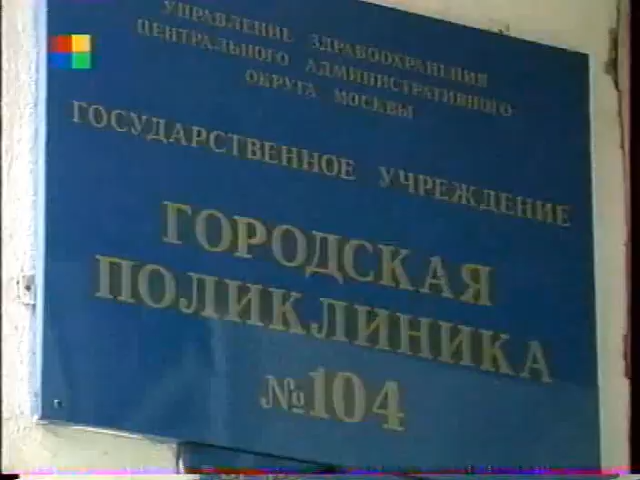 УПРАВЛЕНИЕ ЗДРАВООХРАНЕНИЯ
ЦЕНТРАЛЬНОГО АДМИНИСТРАТИВНОГО
ОКРУГА МОСКВЫ
ГОСУДАРСТВЕННОЕ УЧРЕЖДЕНИЕ
ГОРОДСКАЯ
ПОЛИКЛИНИКА
№104